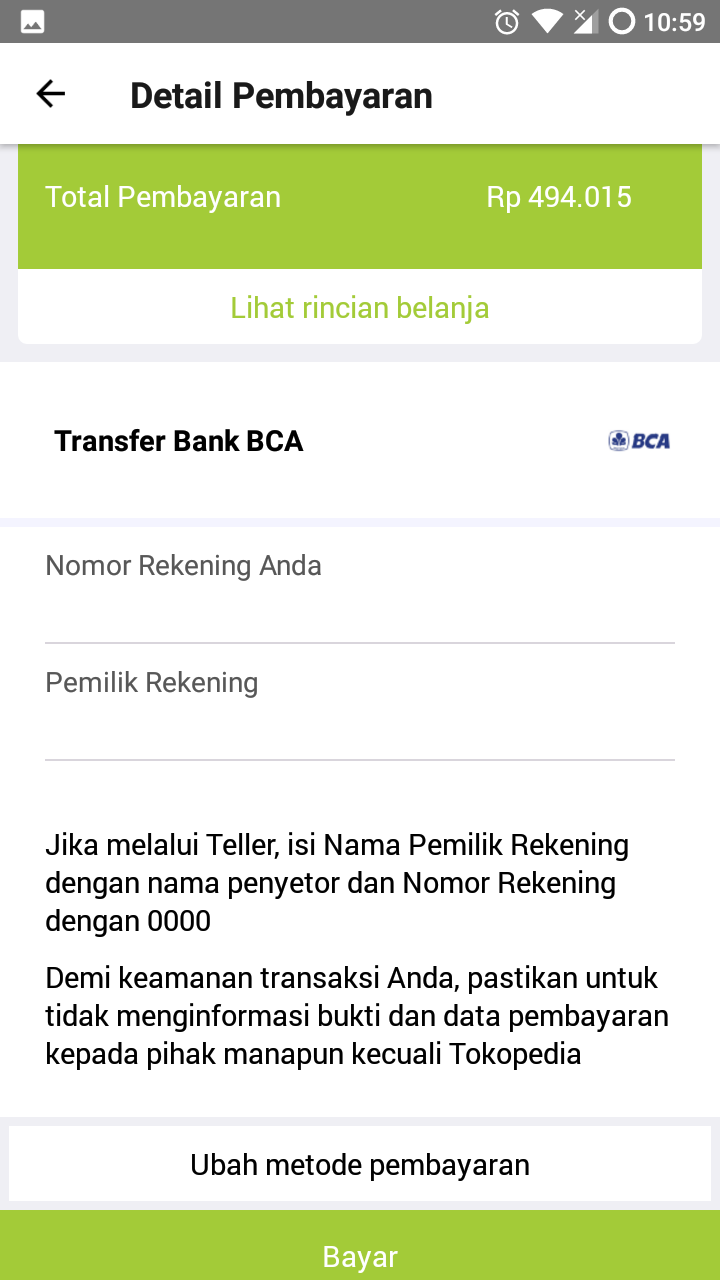 10:59
Detail Pembayaran
Total Pembayaran Rp 494.015
Lihat rincian belanja
Transfer Bank BCA BCA
Nomor Rekening Anda
Pemilik Rekening
Jika melalui Teller, isi Nama Pemilik Rekening
dengan nama penyetor dan Nomor Rekening
dengan 0000
Demi keamanan transaksi Anda, pastikan untuk
tidak menginformasi bukti dan data pembayaran
kepada pihak manapun kecuali Tokopedia
Ubah metode pembayaran
Bayar